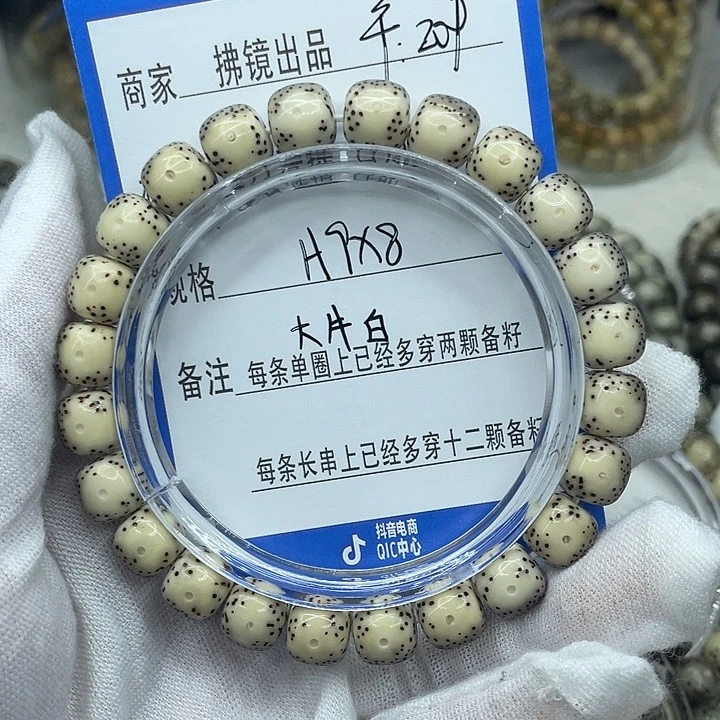 商家 拂镜出品
规格 H9X8
大片白
备注 每条单圈上已经多穿两颗备籽
每条长串上已经多穿十二颗备籽
抖音电商
QIC中心